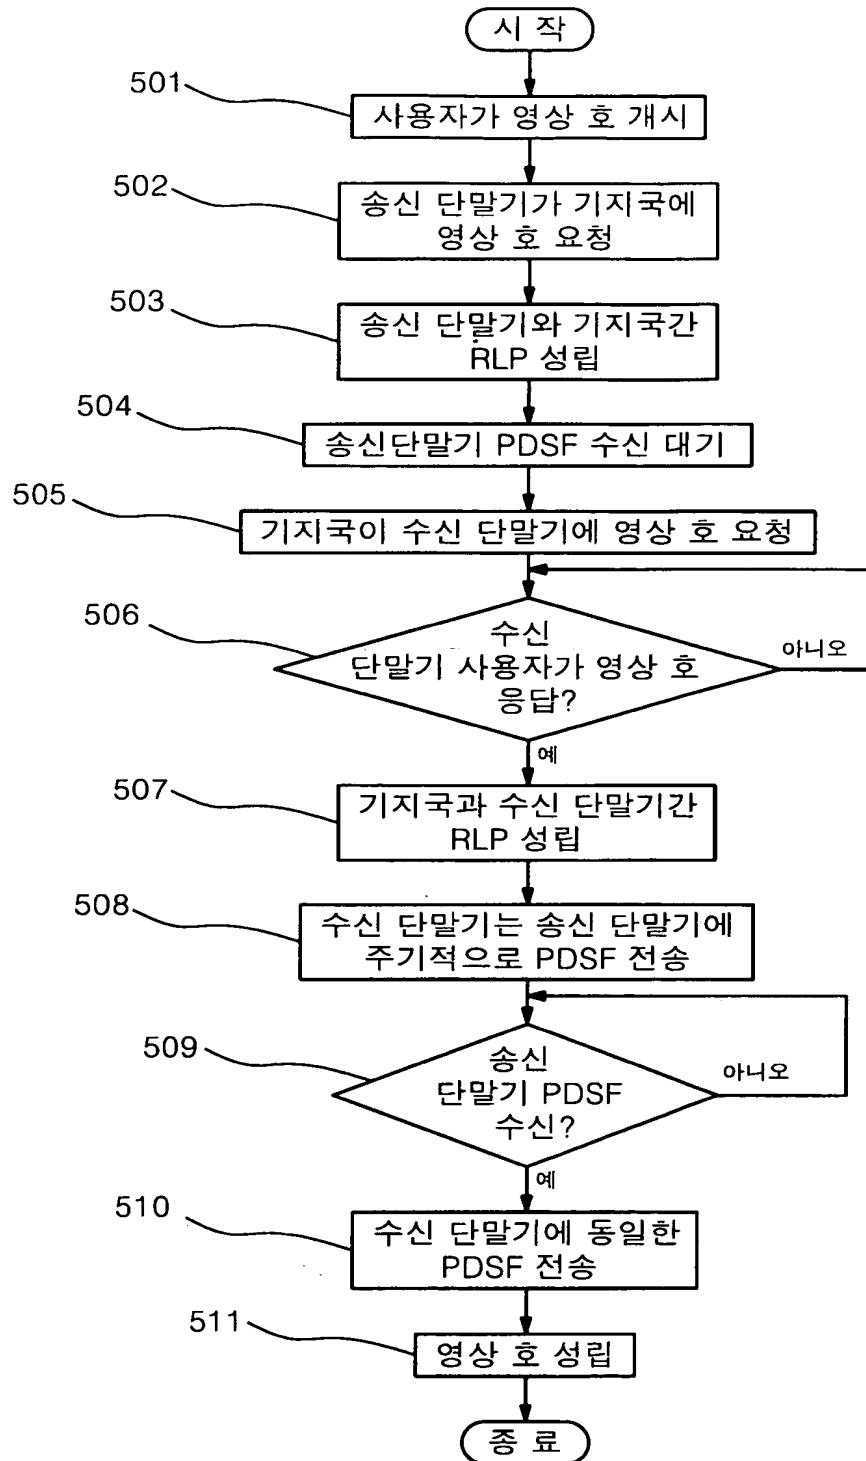 시 작
501
사용자가 영상 호 개시
502
송신 단말기가 기지국에
영상 호 요청
503
송신 단말기와 기지국간
RLP 성립
504
송신단말기 PDSF 수신 대기
505
기지국이 수신 단말기에 영상 호 요청
506
수신
단말기 사용자가 영상 호
응답?
아니오
예
507
기지국과 수신 단말기간
RLP 성립
508
수신 단말기는 송신 단말기에
주기적으로 PDSF 전송
509
송신
단말기 PDSF
수신?
아니오
예
510
수신 단말기에 동일한
PDSF 전송
511
영상 호 성립
종 료